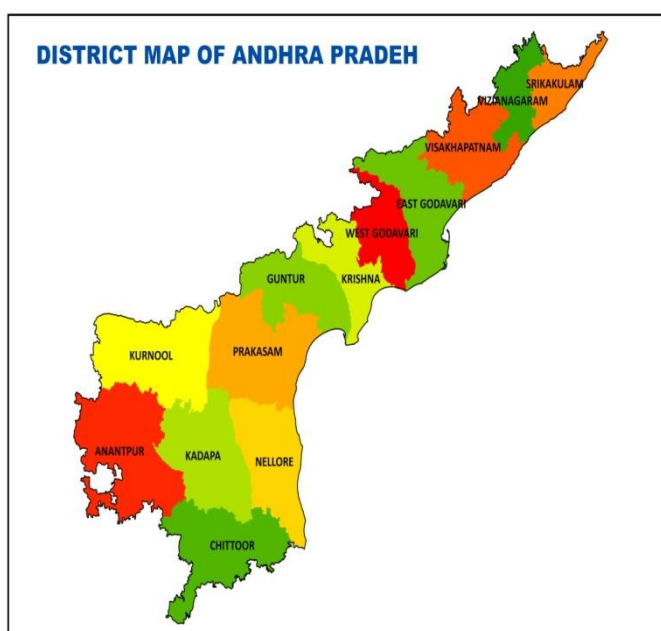 DISTRICT MAP OF ANDHRA PRADEH
SRIKAKULAM
VIZIANAGARAM
VISAKHAPATNAM
EAST GODAVARI
WEST GODAVARI
KRISHNA
GUNTUR
PRAKASAM
KURNOOL
ANANTPUR
KADAPA
NELLORE
CHITTOOR